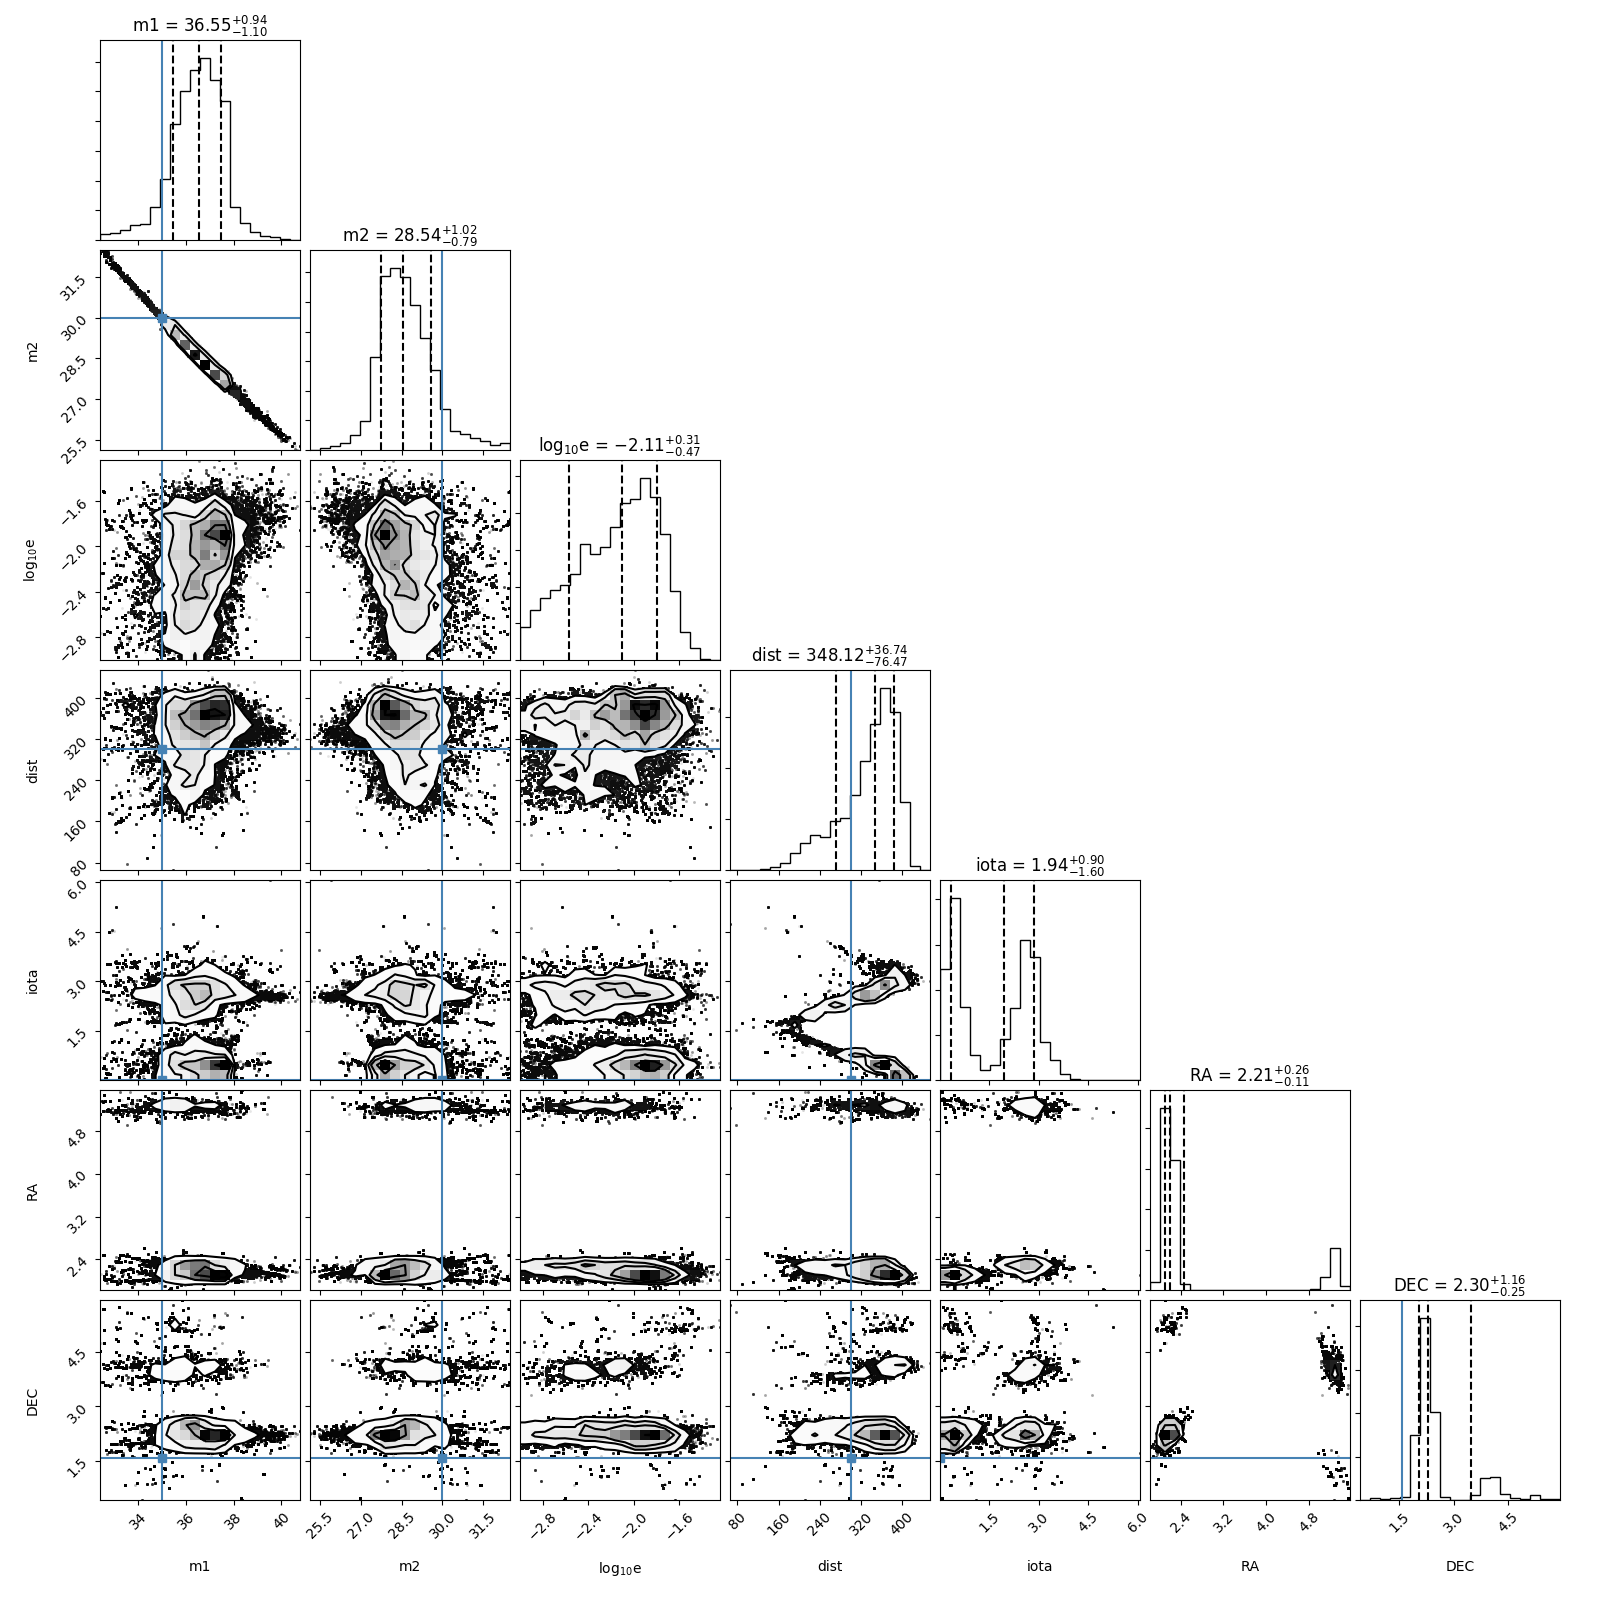 m1 = 36.55+0.94−1.10
m2 = 28.54+1.02−0.79
31.5
30.0
28.5
27.0
25.5
m2
log10e = −2.11+0.31−0.47
−1.6
−2.0
−2.4
−2.8
log10e
dist = 348.12+36.74−76.47
400
320
240
160
80
dist
iota = 1.94+0.90−1.60
6.0
4.5
3.0
1.5
iota
RA = 2.21+0.26−0.11
4.8
4.0
3.2
2.4
RA
DEC = 2.30+1.16−0.25
4.5
3.0
1.5
DEC
34 36 38 40
25.5 27.0 28.5 30.0 31.5
−2.8 −2.4 −2.0 −1.6
80 160 240 320 400
1.5 3.0 4.5 6.0
2.4 3.2 4.0 4.8
1.5 3.0 4.5
m1 m2 log10e dist iota RA DEC